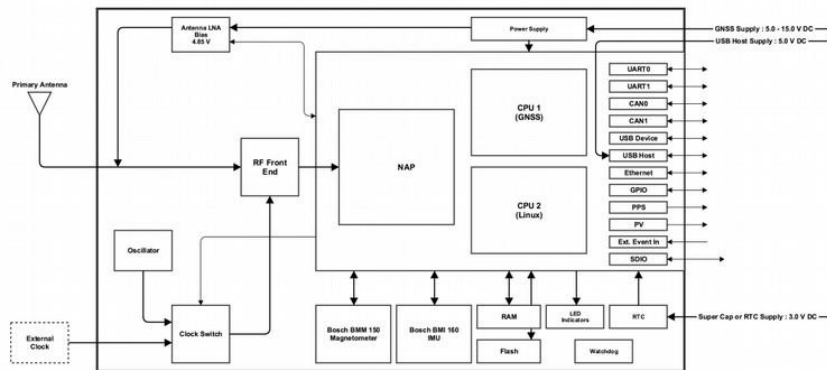 Antenna LNA
Bias
4.85 V
Power Supply
GNSS Supply : 5.0 - 15.0 V DC
USB Host Supply : 5.0 V DC
Primary Antenna
RF Front
End
NAP
CPU 1
(GNSS)
CPU 2
(Linux)
UART0
UART1
CAN0
CAN1
USB Device
USB Host
Ethernet
GPIO
PPS
PV
Ext. Event In
SDIO
Oscillator
Clock Switch
External
Clock
Bosch BMM 150
Magnetometer
Bosch BMI 160
IMU
RAM
Flash
LED
Indicators
RTC
Watchdog
Super Cap or RTC Supply : 3.0 V DC